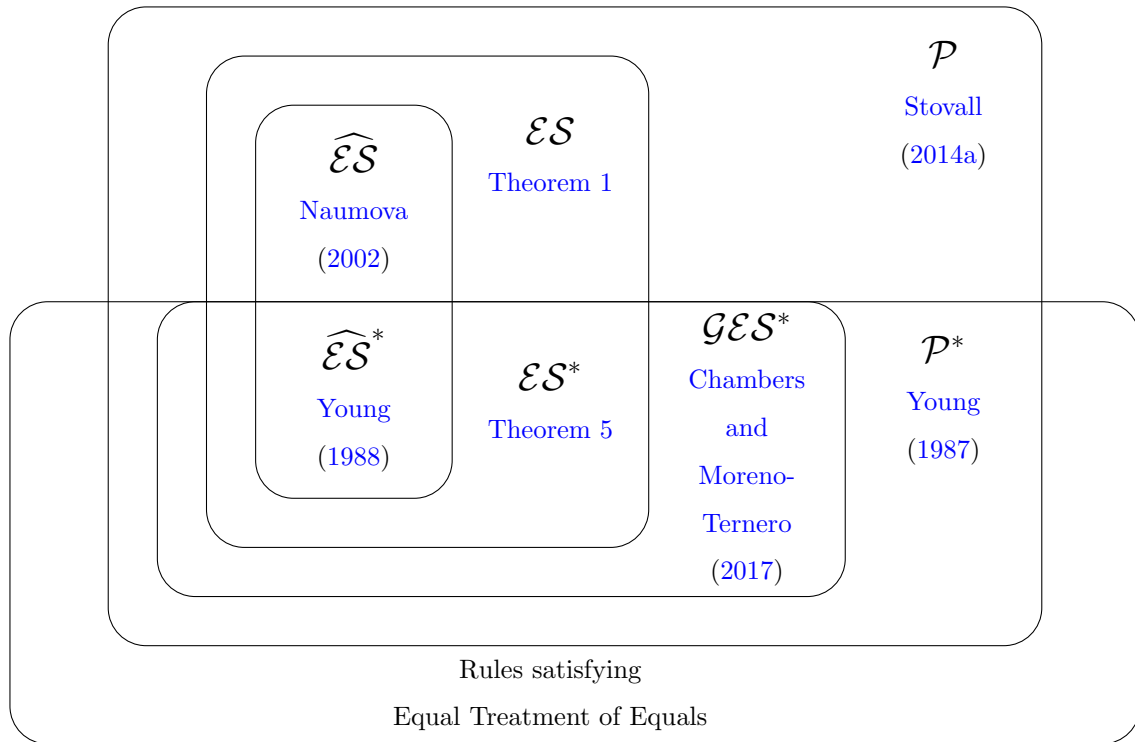 𝒫
Stovall
(2014a)
ℰ𝒮
Theorem 1
ℰ𝒮̂
Naumova
(2002)
𝒢ℰ𝒮*
Chambers
and
Moreno-
Ternero
(2017)
ℰ𝒮̂*
Young
(1988)
ℰ𝒮*
Theorem 5
𝒫*
Young
(1987)
Rules satisfying
Equal Treatment of Equals